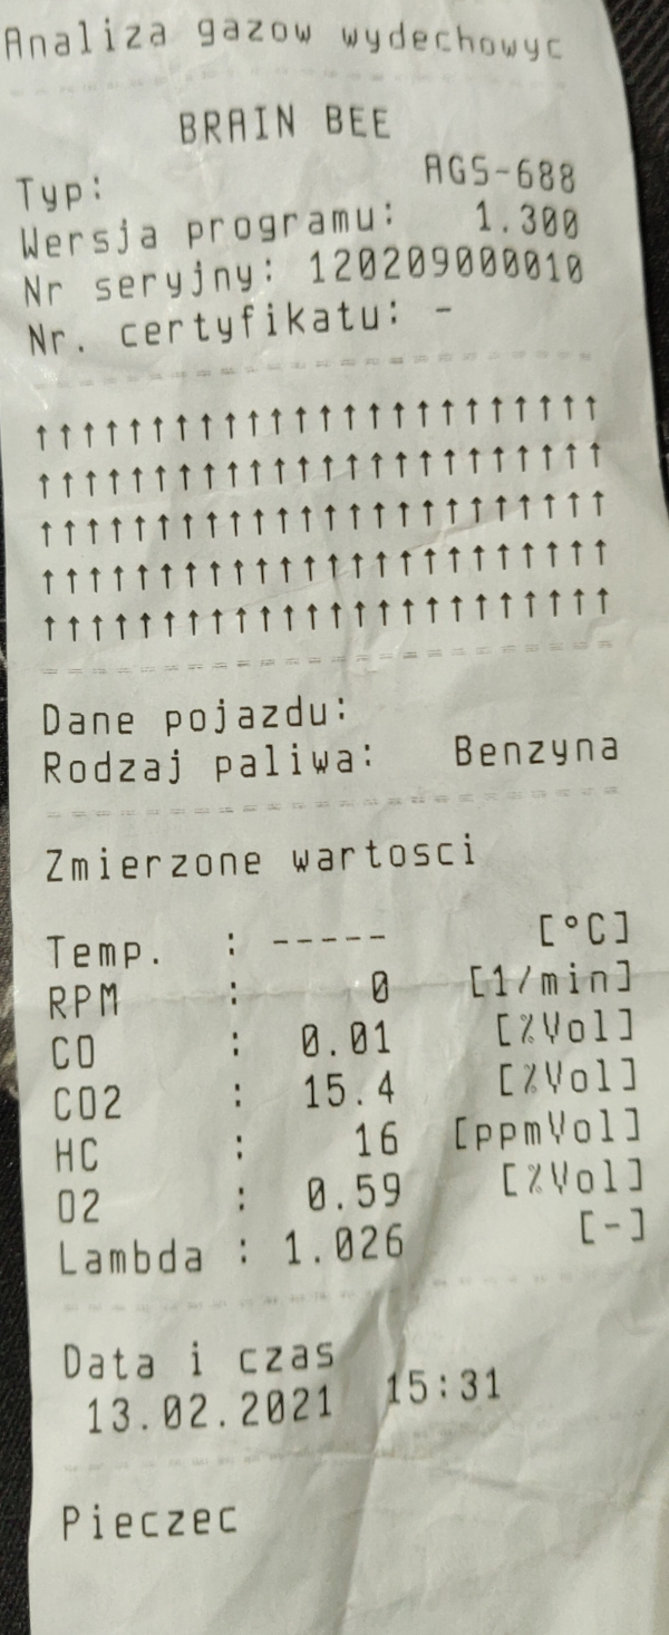 Analiza gazow wydechowyc
BRAIN BEE
Typ: AGS-688
Wersja programu: 1.300
Nr seryjny: 120209000010
Nr. certyfikatu: -
↑↑↑↑↑↑↑↑↑↑↑↑↑↑↑↑↑↑↑↑↑↑↑↑
↑↑↑↑↑↑↑↑↑↑↑↑↑↑↑↑↑↑↑↑↑↑↑↑
↑↑↑↑↑↑↑↑↑↑↑↑↑↑↑↑↑↑↑↑↑↑↑↑
↑↑↑↑↑↑↑↑↑↑↑↑↑↑↑↑↑↑↑↑↑↑↑↑
↑↑↑↑↑↑↑↑↑↑↑↑↑↑↑↑↑↑↑↑↑↑↑↑
Dane pojazdu:
Rodzaj paliwa: Benzyna
Zmierzone wartosci
Temp. : ----- [°C]
RPM : 0 [1/min]
CO : 0.01 [%Vol]
CO2 : 15.4 [%Vol]
HC : 16 [ppmVol]
O2 : 0.59 [%Vol]
Lambda : 1.026 [-]
Data i czas
13.02.2021 15:31
Pieczec